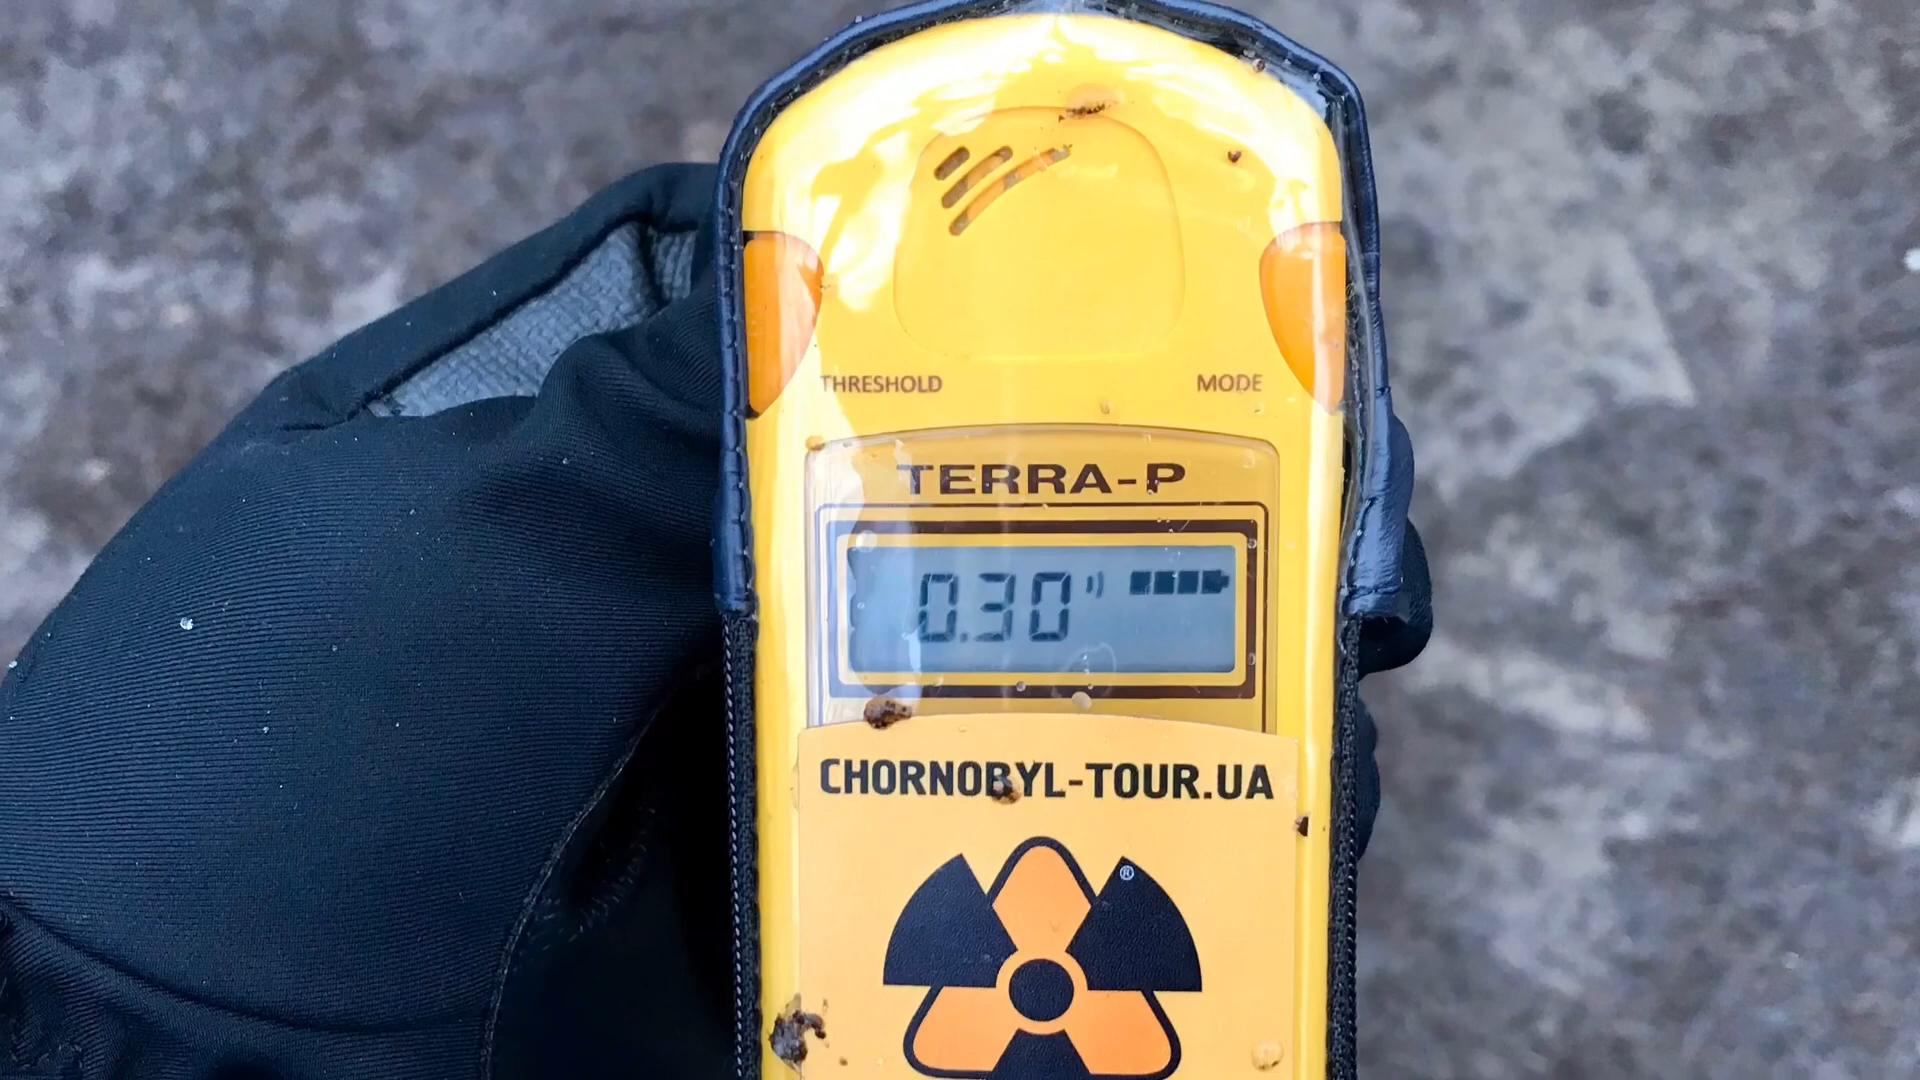 THRESHOLD MODE
TERRA-P
0.30
CHORNOBYL-TOUR.UA
®